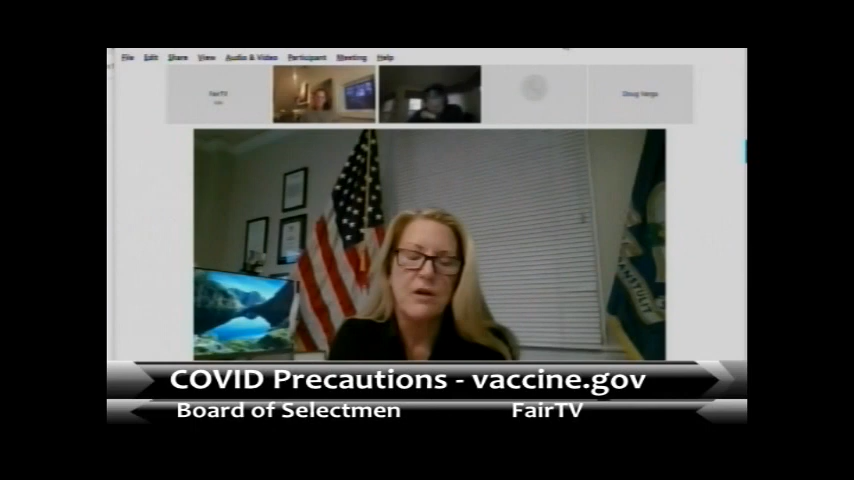 File Edit Share View Audio & Video Participant Meeting Help
FairTV
Doug Varga
COVID Precautions - vaccine.gov
Board of Selectmen FairTV